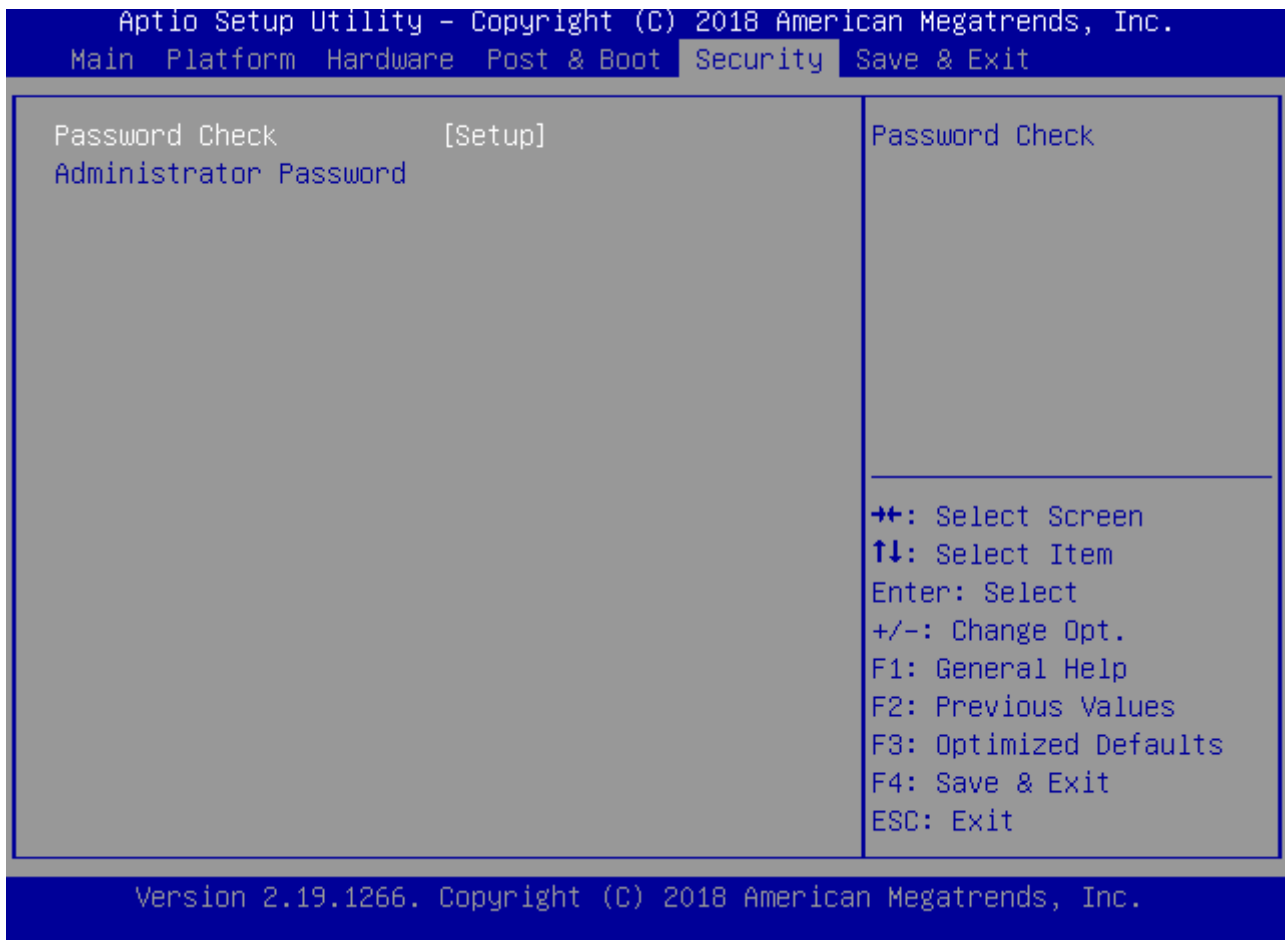 Aptio Setup Utility – Copyright (C) 2018 American Megatrends, Inc.
Main Platform Hardware Post & Boot Security Save & Exit
Password Check [Setup]
Administrator Password
Password Check
→←: Select Screen
↑↓: Select Item
Enter: Select
+/-: Change Opt.
F1: General Help
F2: Previous Values
F3: Optimized Defaults
F4: Save & Exit
ESC: Exit
Version 2.19.1266. Copyright (C) 2018 American Megatrends, Inc.